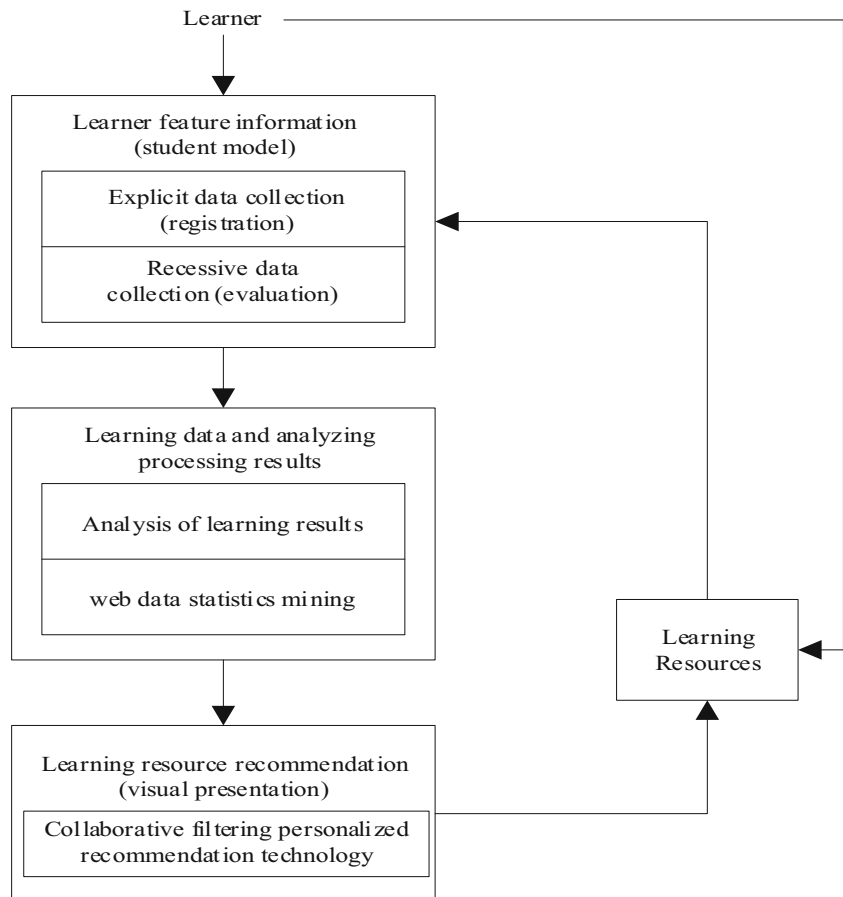 Learner
Learner feature information
(student model)
Explicit data collection
(registration)
Recessive data
collection (evaluation)
Learning data and analyzing
processing results
Analysis of learning results
web data statistics mining
Learning resource recommendation
(visual presentation)
Collaborative filtering personalized
recommendation technology
Learning
Resources